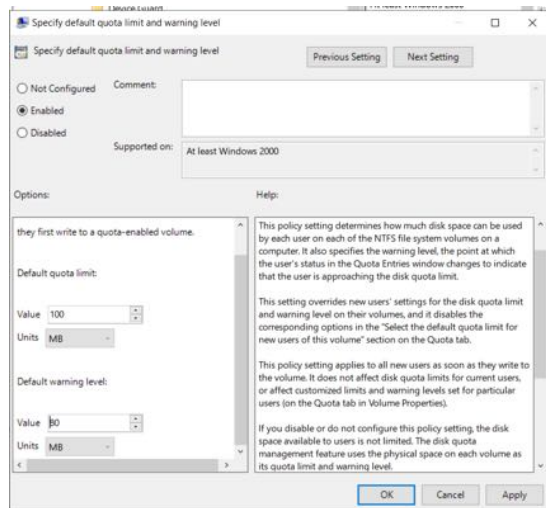 Device Guard
At least Windows 2000
Specify default quota limit and warning level
Specify default quota limit and warning level
Previous Setting
Next Setting
Not Configured
Comment:
Enabled
Disabled
Supported on:
At least Windows 2000
Options:
Help:
they first write to a quota-enabled volume.
Default quota limit:
Value 100
Units MB
Default warning level:
Value 80
Units MB
This policy setting determines how much disk space can be used
by each user on each of the NTFS file system volumes on a
computer. It also specifies the warning level, the point at which
the user's status in the Quota Entries window changes to indicate
that the user is approaching the disk quota limit.
This setting overrides new users' settings for the disk quota limit
and warning level on their volumes, and it disables the
corresponding options in the "Select the default quota limit for
new users of this volume" section on the Quota tab.
This policy setting applies to all new users as soon as they write to
the volume. It does not affect disk quota limits for current users,
or affect customized limits and warning levels set for particular
users (on the Quota tab in Volume Properties).
If you disable or do not configure this policy setting, the disk
space available to users is not limited. The disk quota
management feature uses the physical space on each volume as
its quota limit and warning level.
OK
Cancel
Apply